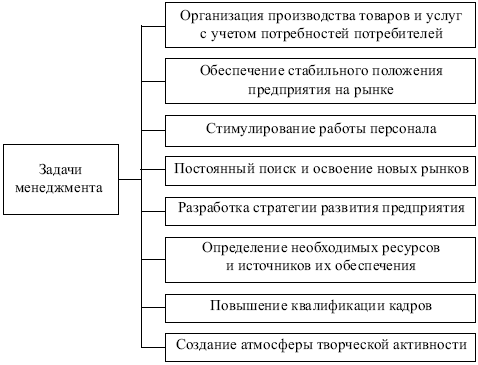 Задачи
менеджмента
Организация производства товаров и услуг
с учетом потребностей потребителей
Обеспечение стабильного положения
предприятия на рынке
Стимулирование работы персонала
Постоянный поиск и освоение новых рынков
Разработка стратегии развития предприятия
Определение необходимых ресурсов
и источников их обеспечения
Повышение квалификации кадров
Создание атмосферы творческой активности